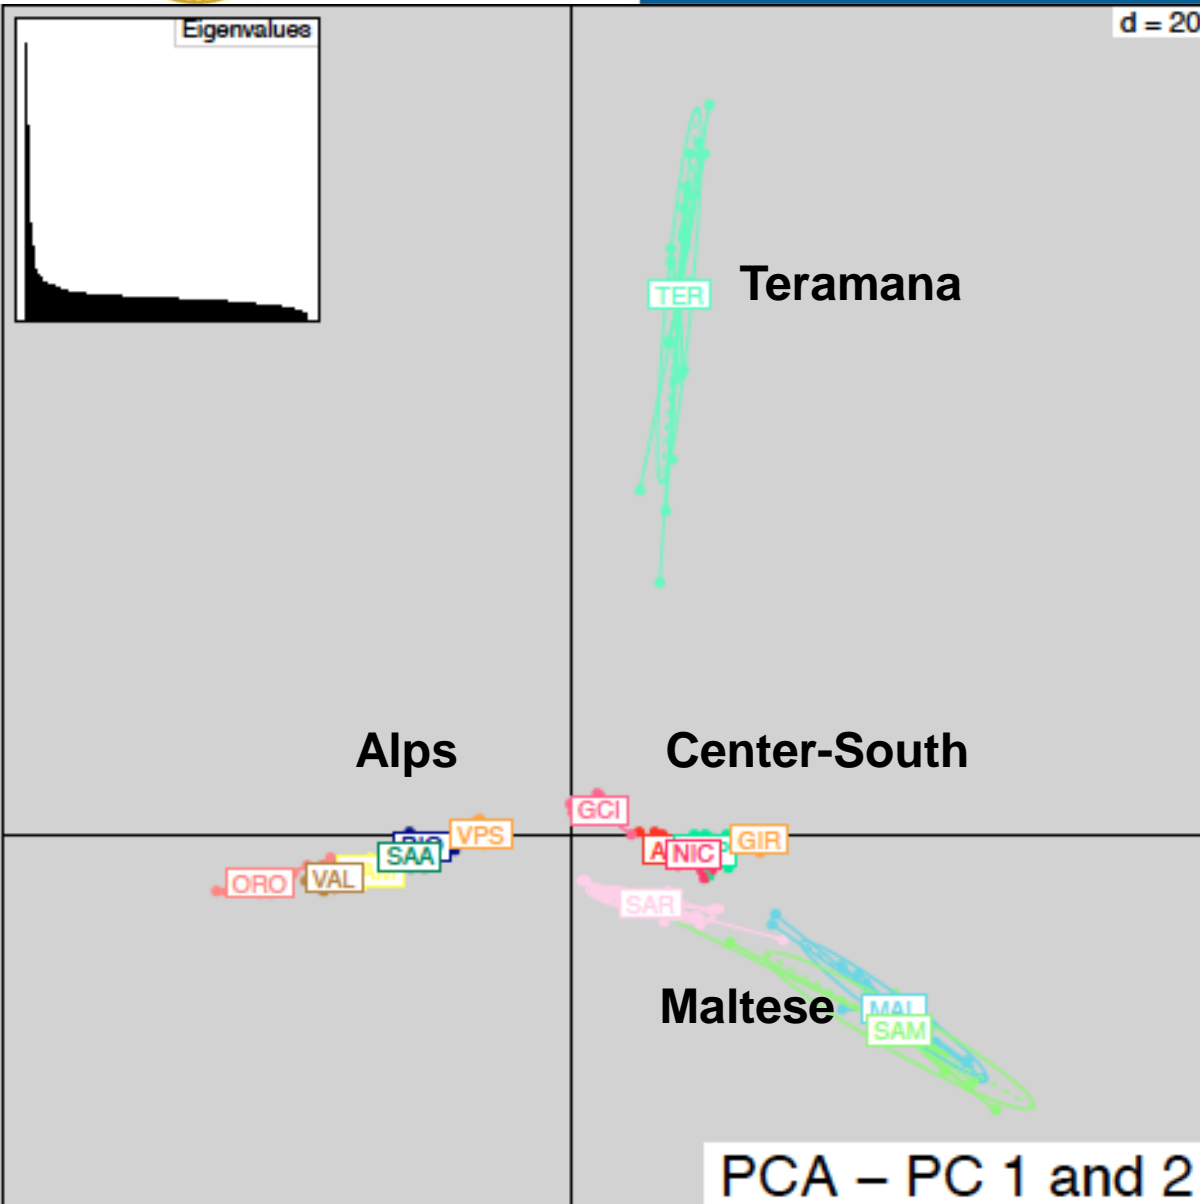 Eigenvalues
d = 20
TER
Teramana
Alps
Center-South
GCI
VPS
GIR
SAA
NIC
VAL
ORO
SAR
Maltese
MAL
SAM
PCA – PC 1 and 2